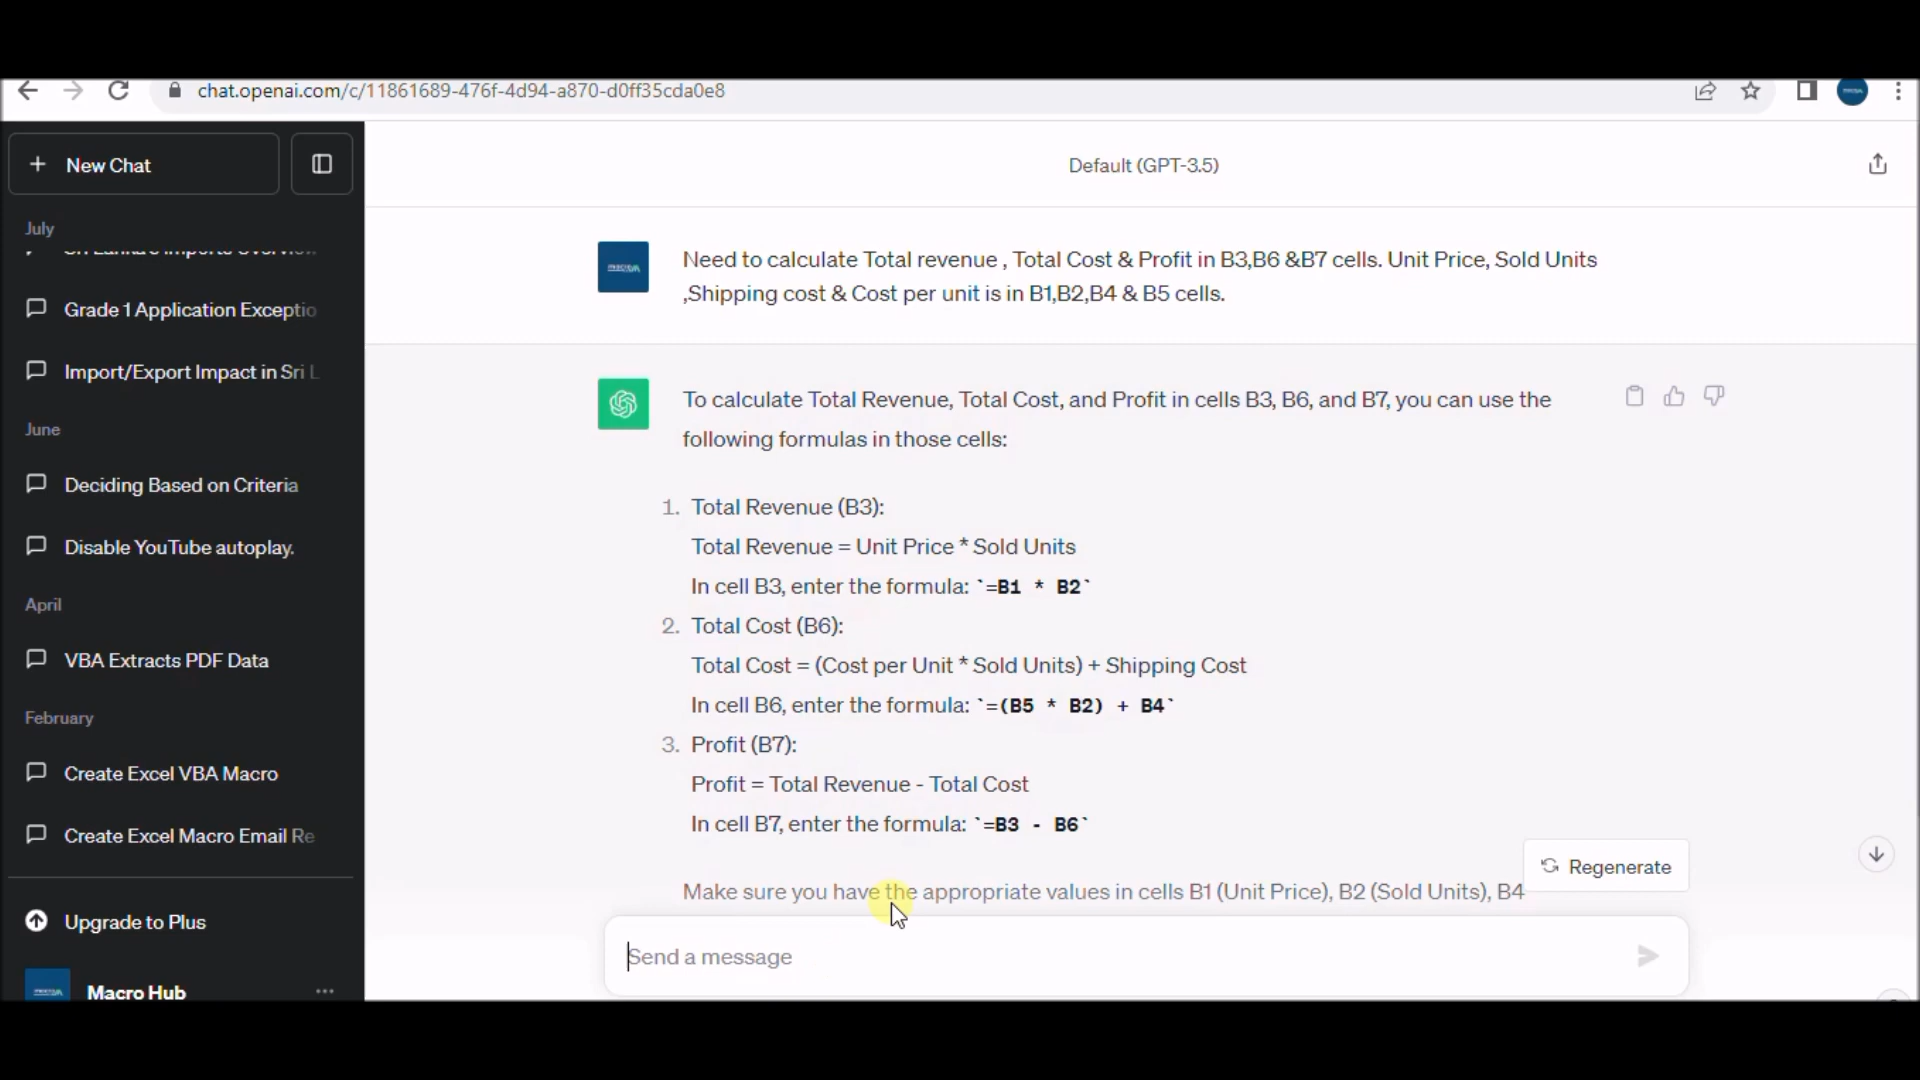 chat.openai.com/c/11861689-476f-4d94-a870-d0ff35cda0e8
New Chat
Default (GPT-3.5)
July
Sri Lanka's Imports Overvi
Grade 1 Application Exceptio
Import/Export Impact in Sri L
June
Deciding Based on Criteria
Disable YouTube autoplay.
April
VBA Extracts PDF Data
February
Create Excel VBA Macro
Create Excel Macro Email Re
Upgrade to Plus
Macro Hub
Need to calculate Total revenue , Total Cost & Profit in B3,B6 &B7 cells. Unit Price, Sold Units
,Shipping cost & Cost per unit is in B1,B2,B4 & B5 cells.
To calculate Total Revenue, Total Cost, and Profit in cells B3, B6, and B7, you can use the
following formulas in those cells:
1. Total Revenue (B3):
Total Revenue = Unit Price * Sold Units
In cell B3, enter the formula: `=B1 * B2`
2. Total Cost (B6):
Total Cost = (Cost per Unit * Sold Units) + Shipping Cost
In cell B6, enter the formula: `=(B5 * B2) + B4`
3. Profit (B7):
Profit = Total Revenue - Total Cost
In cell B7, enter the formula: `=B3 - B6`
Regenerate
Make sure you have the appropriate values in cells B1 (Unit Price), B2 (Sold Units), B4
Send a message